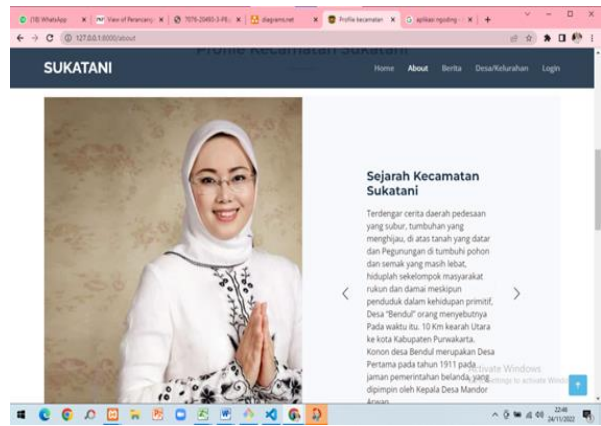 (10) WhatsApp
View of Perancang
diagrams.net
Profile kecamatan
aplikasi ngoding -
127.0.0.1:8000/about
Profile Kecamatan Sukatani
SUKATANI
Home About Berita Desa/Kelurahan Login
Sejarah Kecamatan
Sukatani
Terdengar cerita daerah pedesaan
yang subur, tumbuhan yang
menghijau, di atas tanah yang datar
dan Pegunungan di tumbuhi pohon
dan semak yang masih lebat,
hiduplah sekelompok masyarakat
rukun dan damai meskipun
penduduk dalam kehidupan primitif,
Desa "Bendul" orang menyebutnya
Pada waktu itu. 10 Km kearah Utara
ke kota Kabupaten Purwakarta.
Konon desa Bendul merupakan Desa
Pertama pada tahun 1911 pada
jaman pemerintahan belanda, yang
dipimpin oleh Kepala Desa Mandor
Arwan
Activate Windows
settings to activate
22:46
24/11/2022